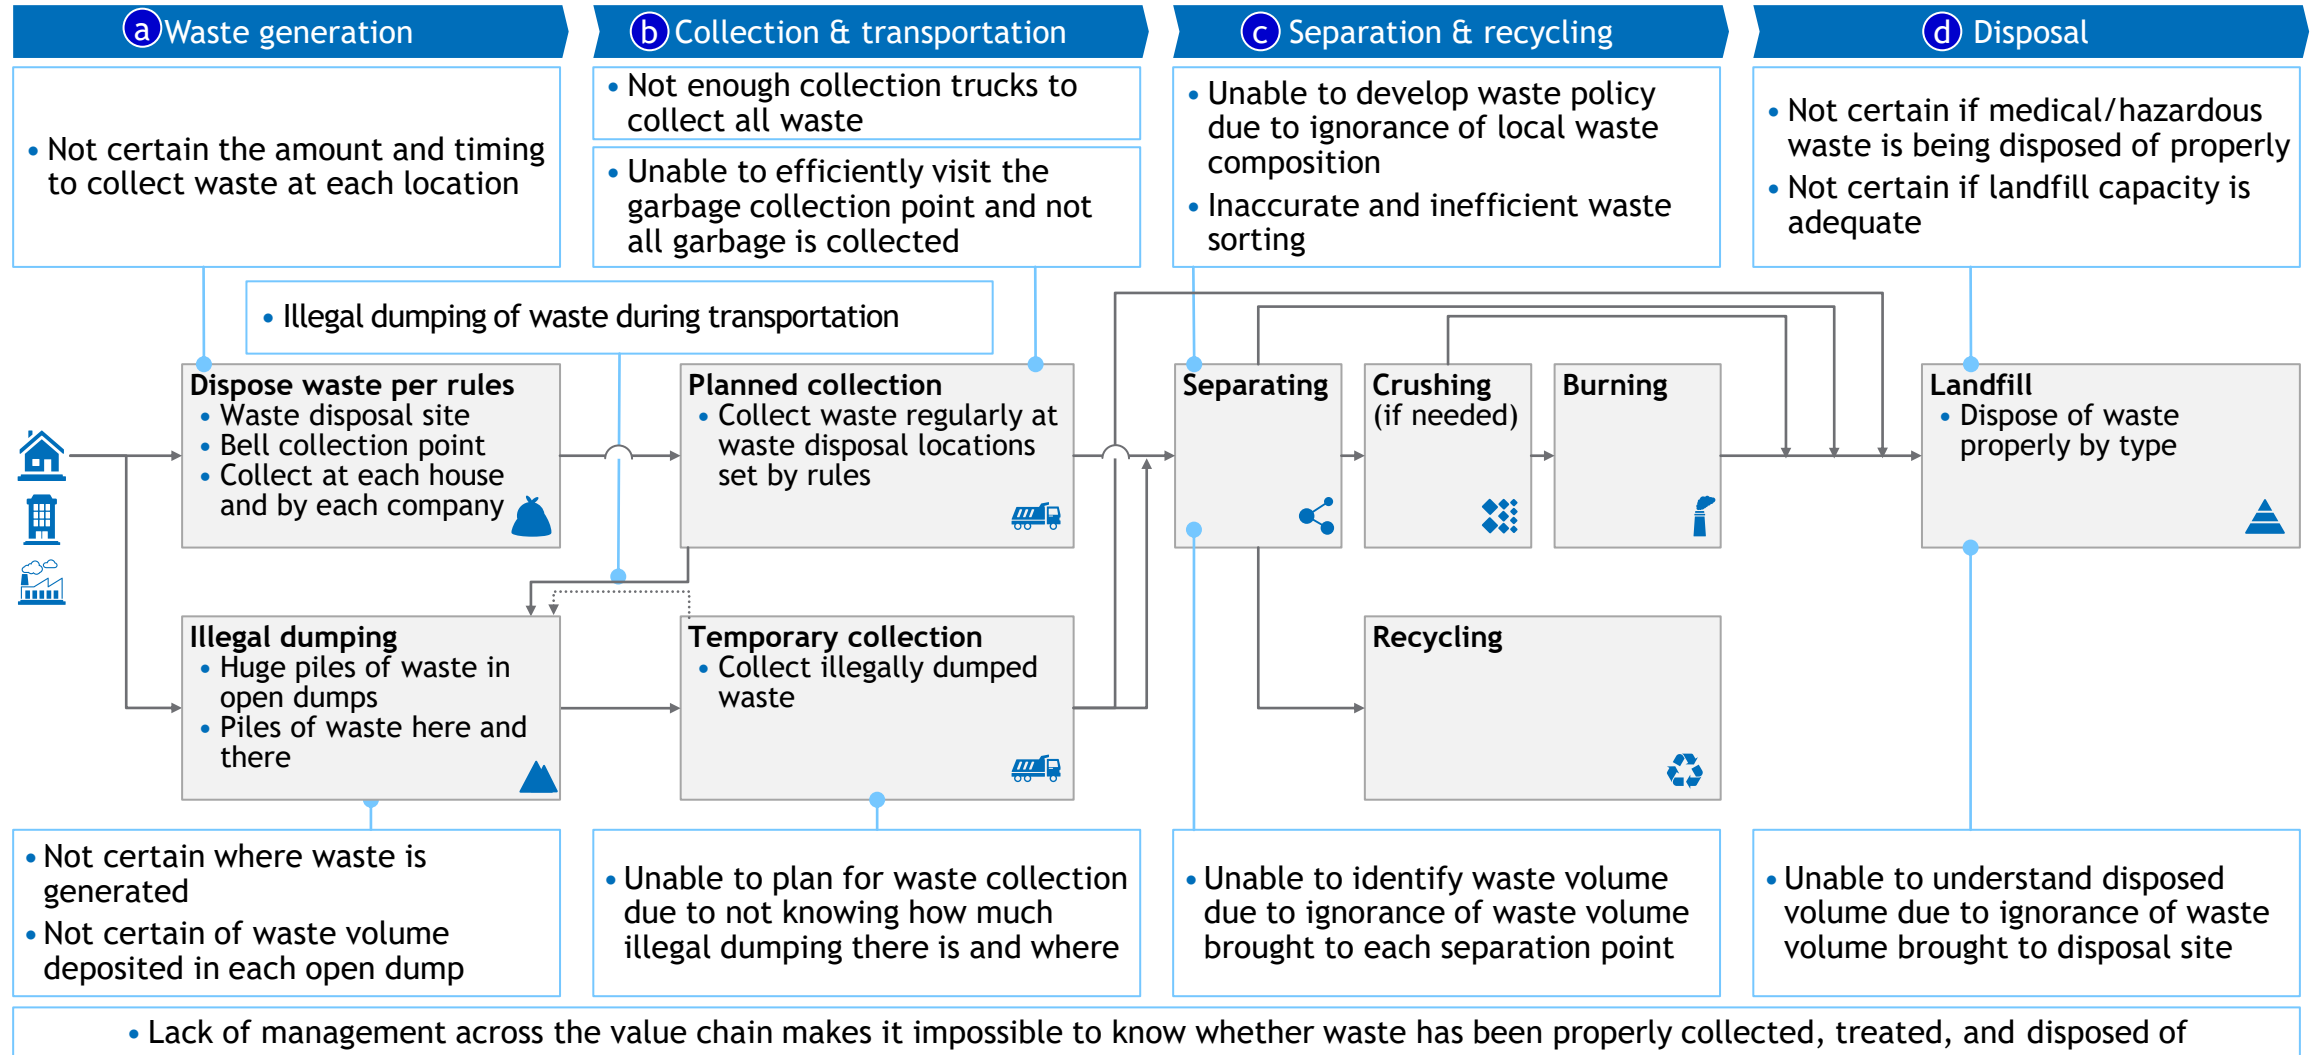 a Waste generation
b Collection & transportation
c Separation & recycling
d Disposal
• Not certain the amount and timing
to collect waste at each location
• Not enough collection trucks to
collect all waste
• Unable to efficiently visit the
garbage collection point and not
all garbage is collected
• Unable to develop waste policy
due to ignorance of local waste
composition
• Inaccurate and inefficient waste
sorting
• Not certain if medical/hazardous
waste is being disposed of properly
• Not certain if landfill capacity is
adequate
• Illegal dumping of waste during transportation
Dispose waste per rules
• Waste disposal site
• Bell collection point
• Collect at each house
and by each company
Planned collection
• Collect waste regularly at
waste disposal locations
set by rules
Separating
Crushing
(if needed)
Burning
Landfill
• Dispose of waste
properly by type
Illegal dumping
• Huge piles of waste in
open dumps
• Piles of waste here and
there
Temporary collection
• Collect illegally dumped
waste
Recycling
• Not certain where waste is
generated
• Not certain of waste volume
deposited in each open dump
• Unable to plan for waste collection
due to not knowing how much
illegal dumping there is and where
• Unable to identify waste volume
due to ignorance of waste volume
brought to each separation point
• Unable to understand disposed
volume due to ignorance of waste
volume brought to disposal site
• Lack of management across the value chain makes it impossible to know whether waste has been properly collected, treated, and disposed of